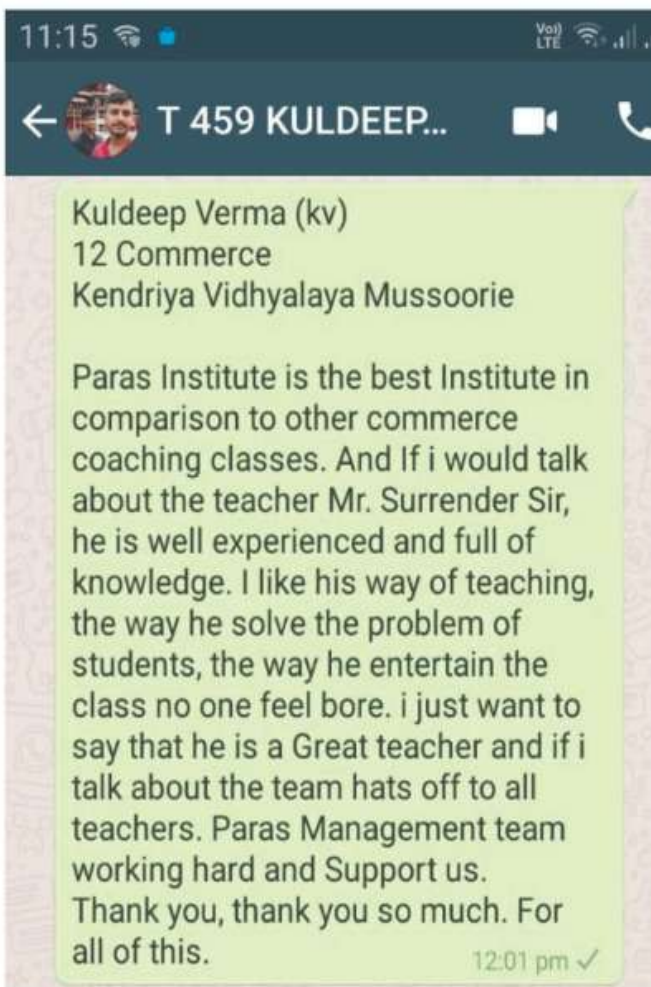 11:15
Vo)) LTE
T 459 KULDEEP...
Kuldeep Verma (kv)
12 Commerce
Kendriya Vidhyalaya Mussoorie
Paras Institute is the best Institute in
comparison to other commerce
coaching classes. And If i would talk
about the teacher Mr. Surrender Sir,
he is well experienced and full of
knowledge. I like his way of teaching,
the way he solve the problem of
students, the way he entertain the
class no one feel bore. i just want to
say that he is a Great teacher and if i
talk about the team hats off to all
teachers. Paras Management team
working hard and Support us.
Thank you, thank you so much. For
all of this.
12:01 pm